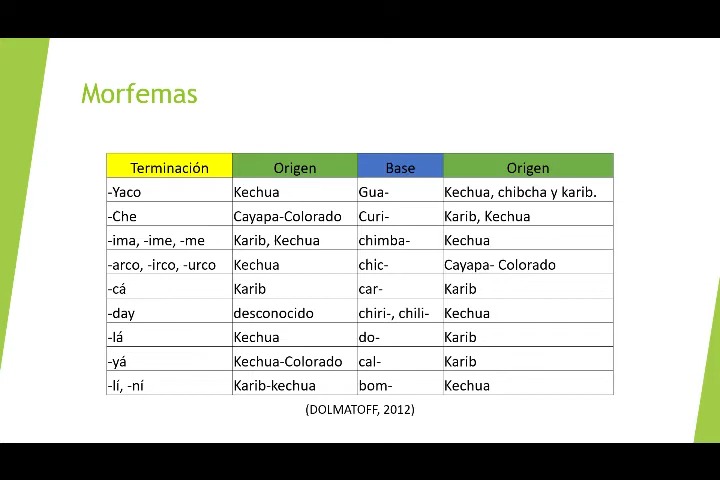 Morfemas
Terminación Origen Base Origen
-Yaco Kechua Gua- Kechua, chibcha y karib.
-Che Cayapa-Colorado Curi- Karib, Kechua
-ima, -ime, -me Karib, Kechua chimba- Kechua
-arco, -irco, -urco Kechua chic- Cayapa- Colorado
-cá Karib car- Karib
-day desconocido chiri-, chili- Kechua
-lá Kechua do- Karib
-yá Kechua-Colorado cal- Karib
-lí, -ní Karib-kechua bom- Kechua
(DOLMATOFF, 2012)